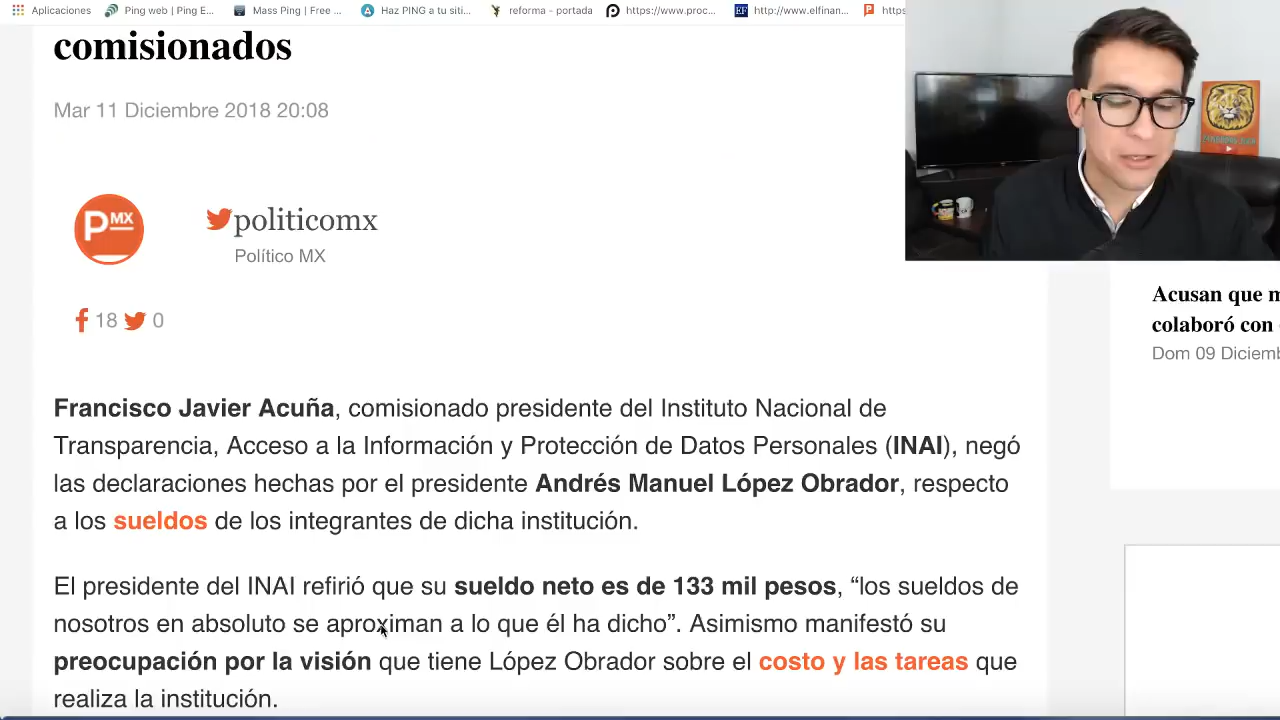 Aplicaciones
Ping web | Ping E...
Mass Ping | Free ...
Haz PING a tu siti...
reforma - portada
https://www.proc...
http://www.elfinan...
https
comisionados
Mar 11 Diciembre 2018 20:08
PMX
politicomx
Político MX
18
0
Acusan que m
colaboró con
Dom 09 Diciemb
Francisco Javier Acuña, comisionado presidente del Instituto Nacional de
Transparencia, Acceso a la Información y Protección de Datos Personales (INAI), negó
las declaraciones hechas por el presidente Andrés Manuel López Obrador, respecto
a los sueldos de los integrantes de dicha institución.
El presidente del INAI refirió que su sueldo neto es de 133 mil pesos, “los sueldos de
nosotros en absoluto se aproximan a lo que él ha dicho”. Asimismo manifestó su
preocupación por la visión que tiene López Obrador sobre el costo y las tareas que
realiza la institución.